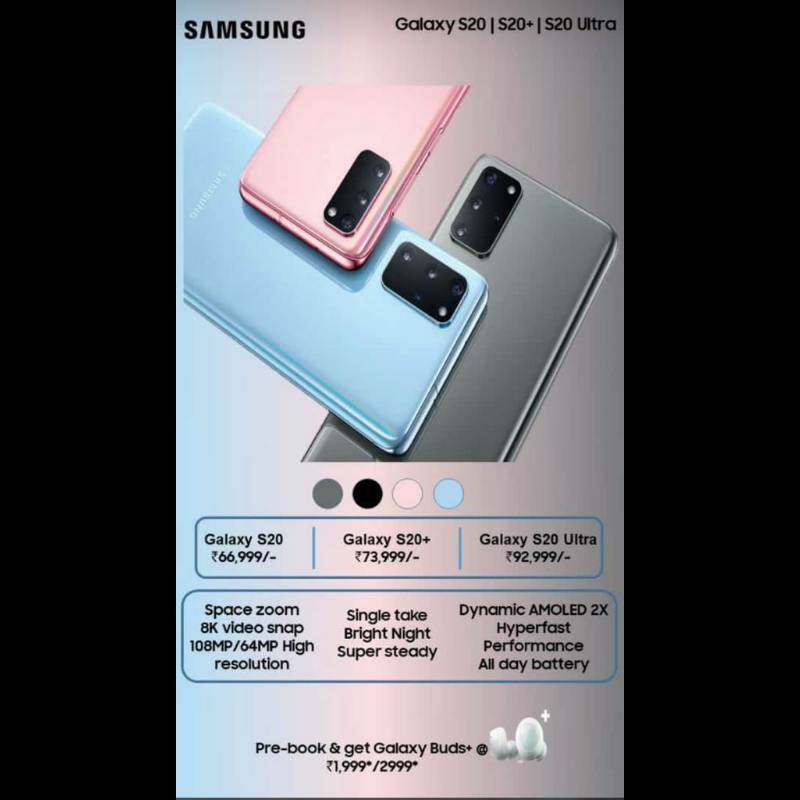 SAMSUNG
Galaxy S20 | S20+ | S20 Ultra
SAMSUNG
Galaxy S20
₹66,999/-
Galaxy S20+
₹73,999/-
Galaxy S20 Ultra
₹92,999/-
Space zoom
8K video snap
108MP/64MP High
resolution
Single take
Bright Night
Super steady
Dynamic AMOLED 2X
Hyperfast
Performance
All day battery
Pre-book & get Galaxy Buds+ @
₹1,999*/2999*